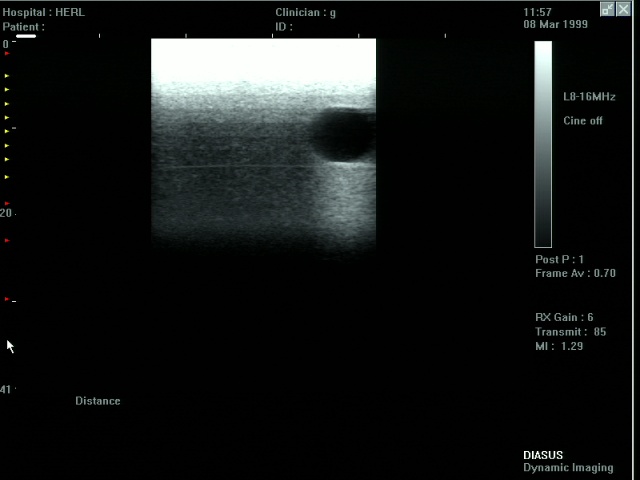 Hospital : HERL
Clinician : g
11:57
Patient :
ID :
08 Mar 1999
0
L8-16MHz
Cine off
20
Post P : 1
Frame Av : 0.70
RX Gain : 6
Transmit : 85
MI : 1.29
41
Distance
DIASUS
Dynamic Imaging